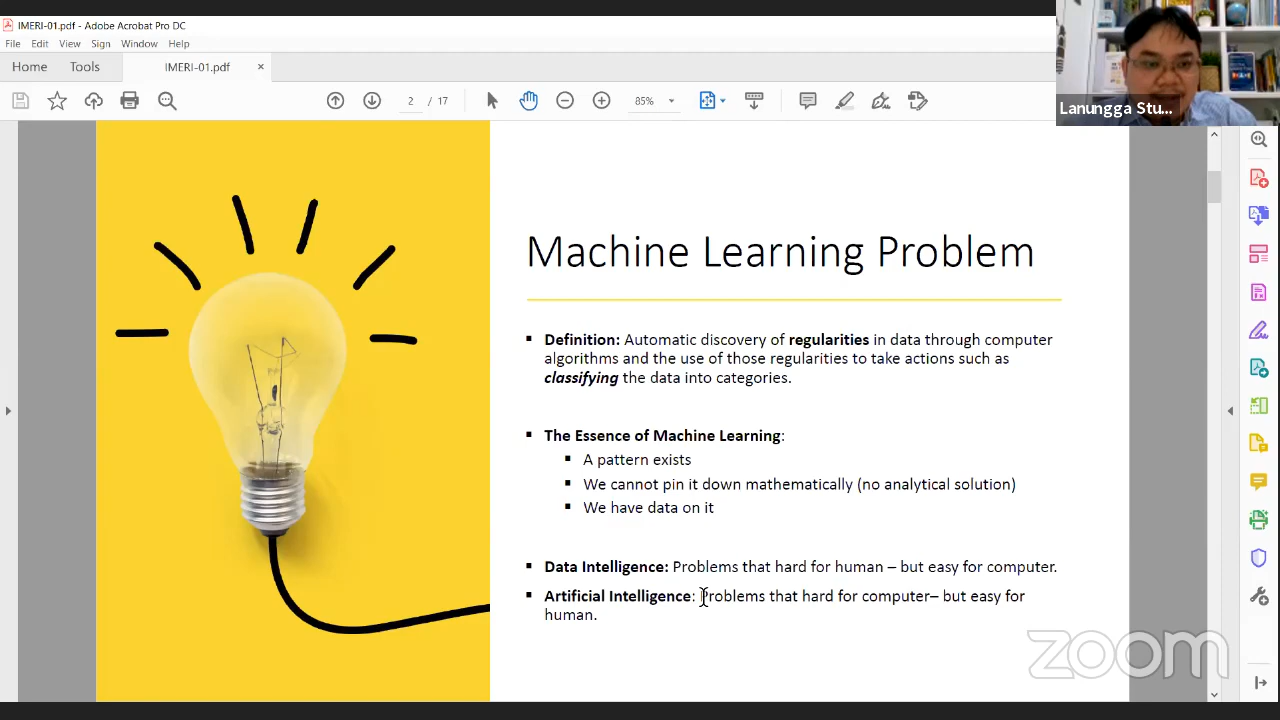 IMERI-01.pdf - Adobe Acrobat Pro DC
File Edit View Sign Window Help
Home Tools IMERI-01.pdf ×
17 85%
Lanungga Stu...
Machine Learning Problem
▪ Definition: Automatic discovery of regularities in data through computer
algorithms and the use of those regularities to take actions such as
classifying the data into categories.
▪ The Essence of Machine Learning:
▪ A pattern exists
▪ We cannot pin it down mathematically (no analytical solution)
▪ We have data on it
▪ Data Intelligence: Problems that hard for human – but easy for computer.
▪ Artificial Intelligence: Problems that hard for computer– but easy for
human.
zoom